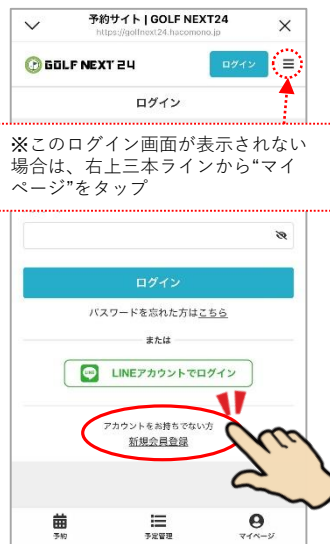 予約サイト | GOLF NEXT24
https://golfnext24.hacomono.jp
GOLF NEXT 24
ログイン
ログイン
※このログイン画面が表示されない
場合は、右上三本ラインから“マイ
ページ”をタップ
ログイン
パスワードを忘れた方はこちら
または
LINE
LINEアカウントでログイン
アカウントをお持ちでない方
新規会員登録
予約
予定管理
マイページ